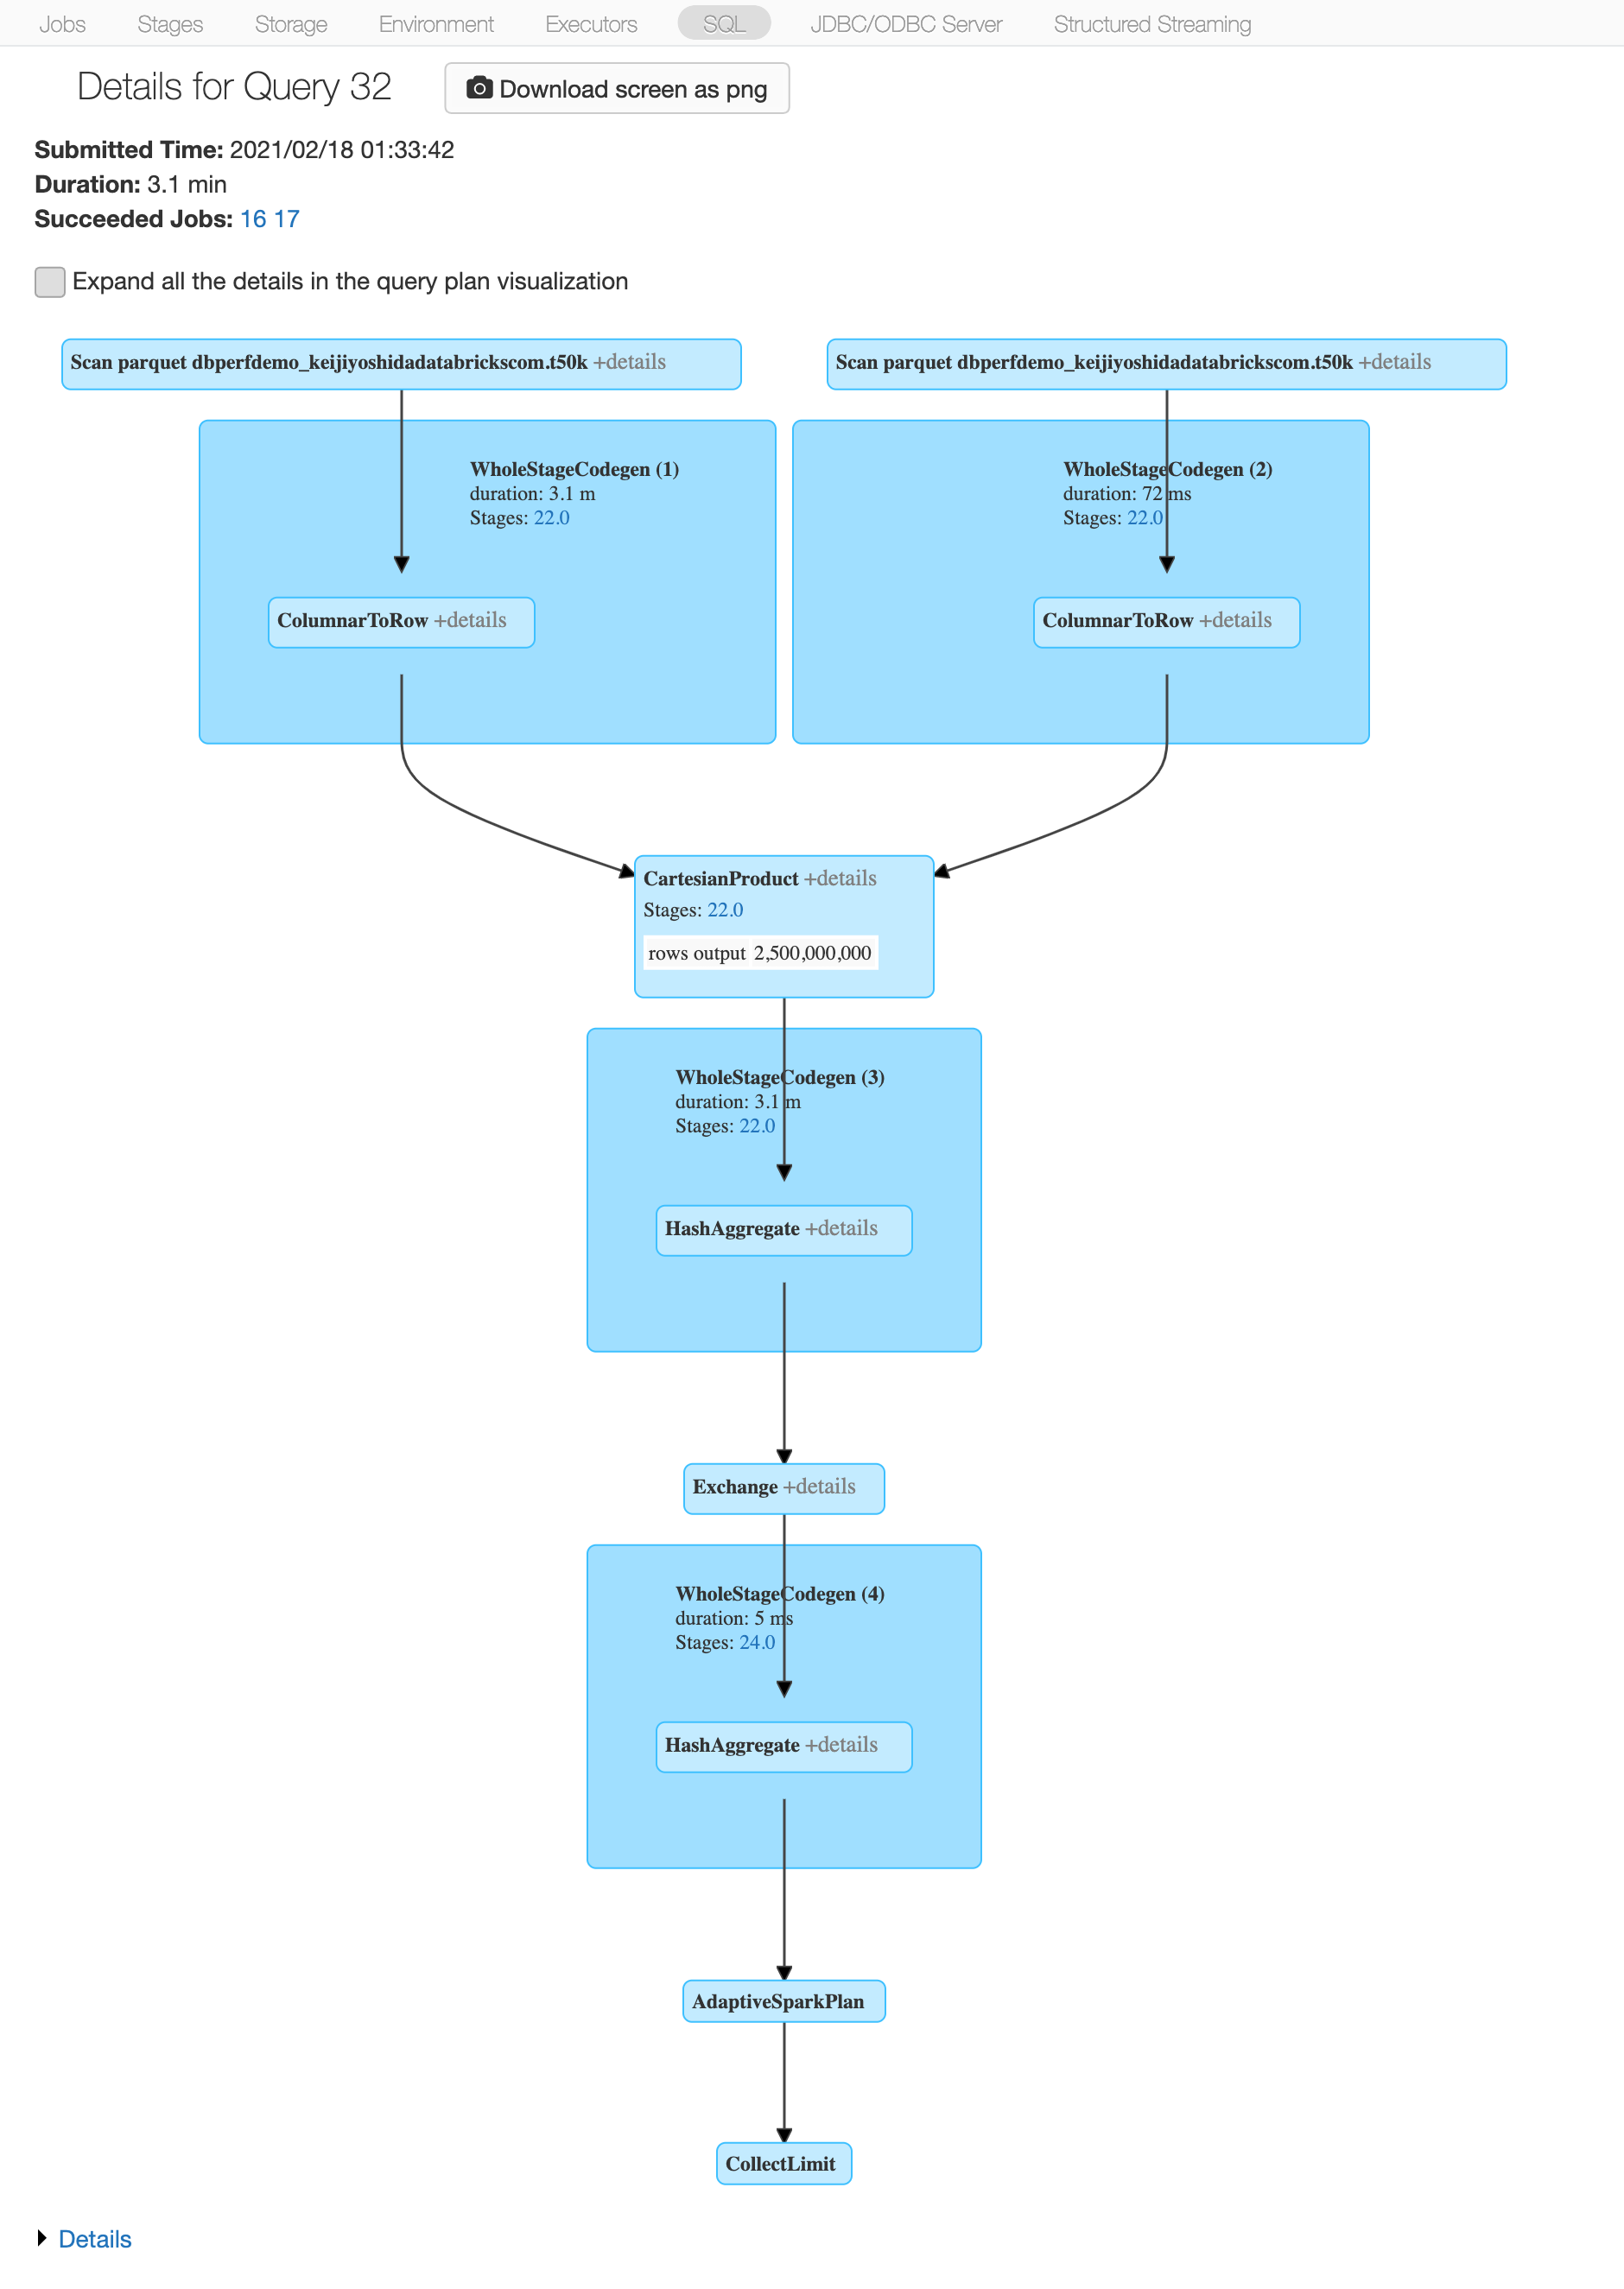 Jobs Stages Storage Environment Executors SQL JDBC/ODBC Server Structured Streaming
Details for Query 32
Download screen as png
Submitted Time: 2021/02/18 01:33:42
Duration: 3.1 min
Succeeded Jobs: 16 17
Expand all the details in the query plan visualization
Scan parquet dbperfdemo_keijiyoshidadatabrickscom.t50k +details
Scan parquet dbperfdemo_keijiyoshidadatabrickscom.t50k +details
WholeStageCodegen (1)
duration: 3.1 m
Stages: 22.0
WholeStageCodegen (2)
duration: 72 ms
Stages: 22.0
ColumnarToRow +details
ColumnarToRow +details
CartesianProduct +details
Stages: 22.0
rows output 2,500,000,000
WholeStageCodegen (3)
duration: 3.1 m
Stages: 22.0
HashAggregate +details
Exchange +details
WholeStageCodegen (4)
duration: 5 ms
Stages: 24.0
HashAggregate +details
AdaptiveSparkPlan
CollectLimit
Details